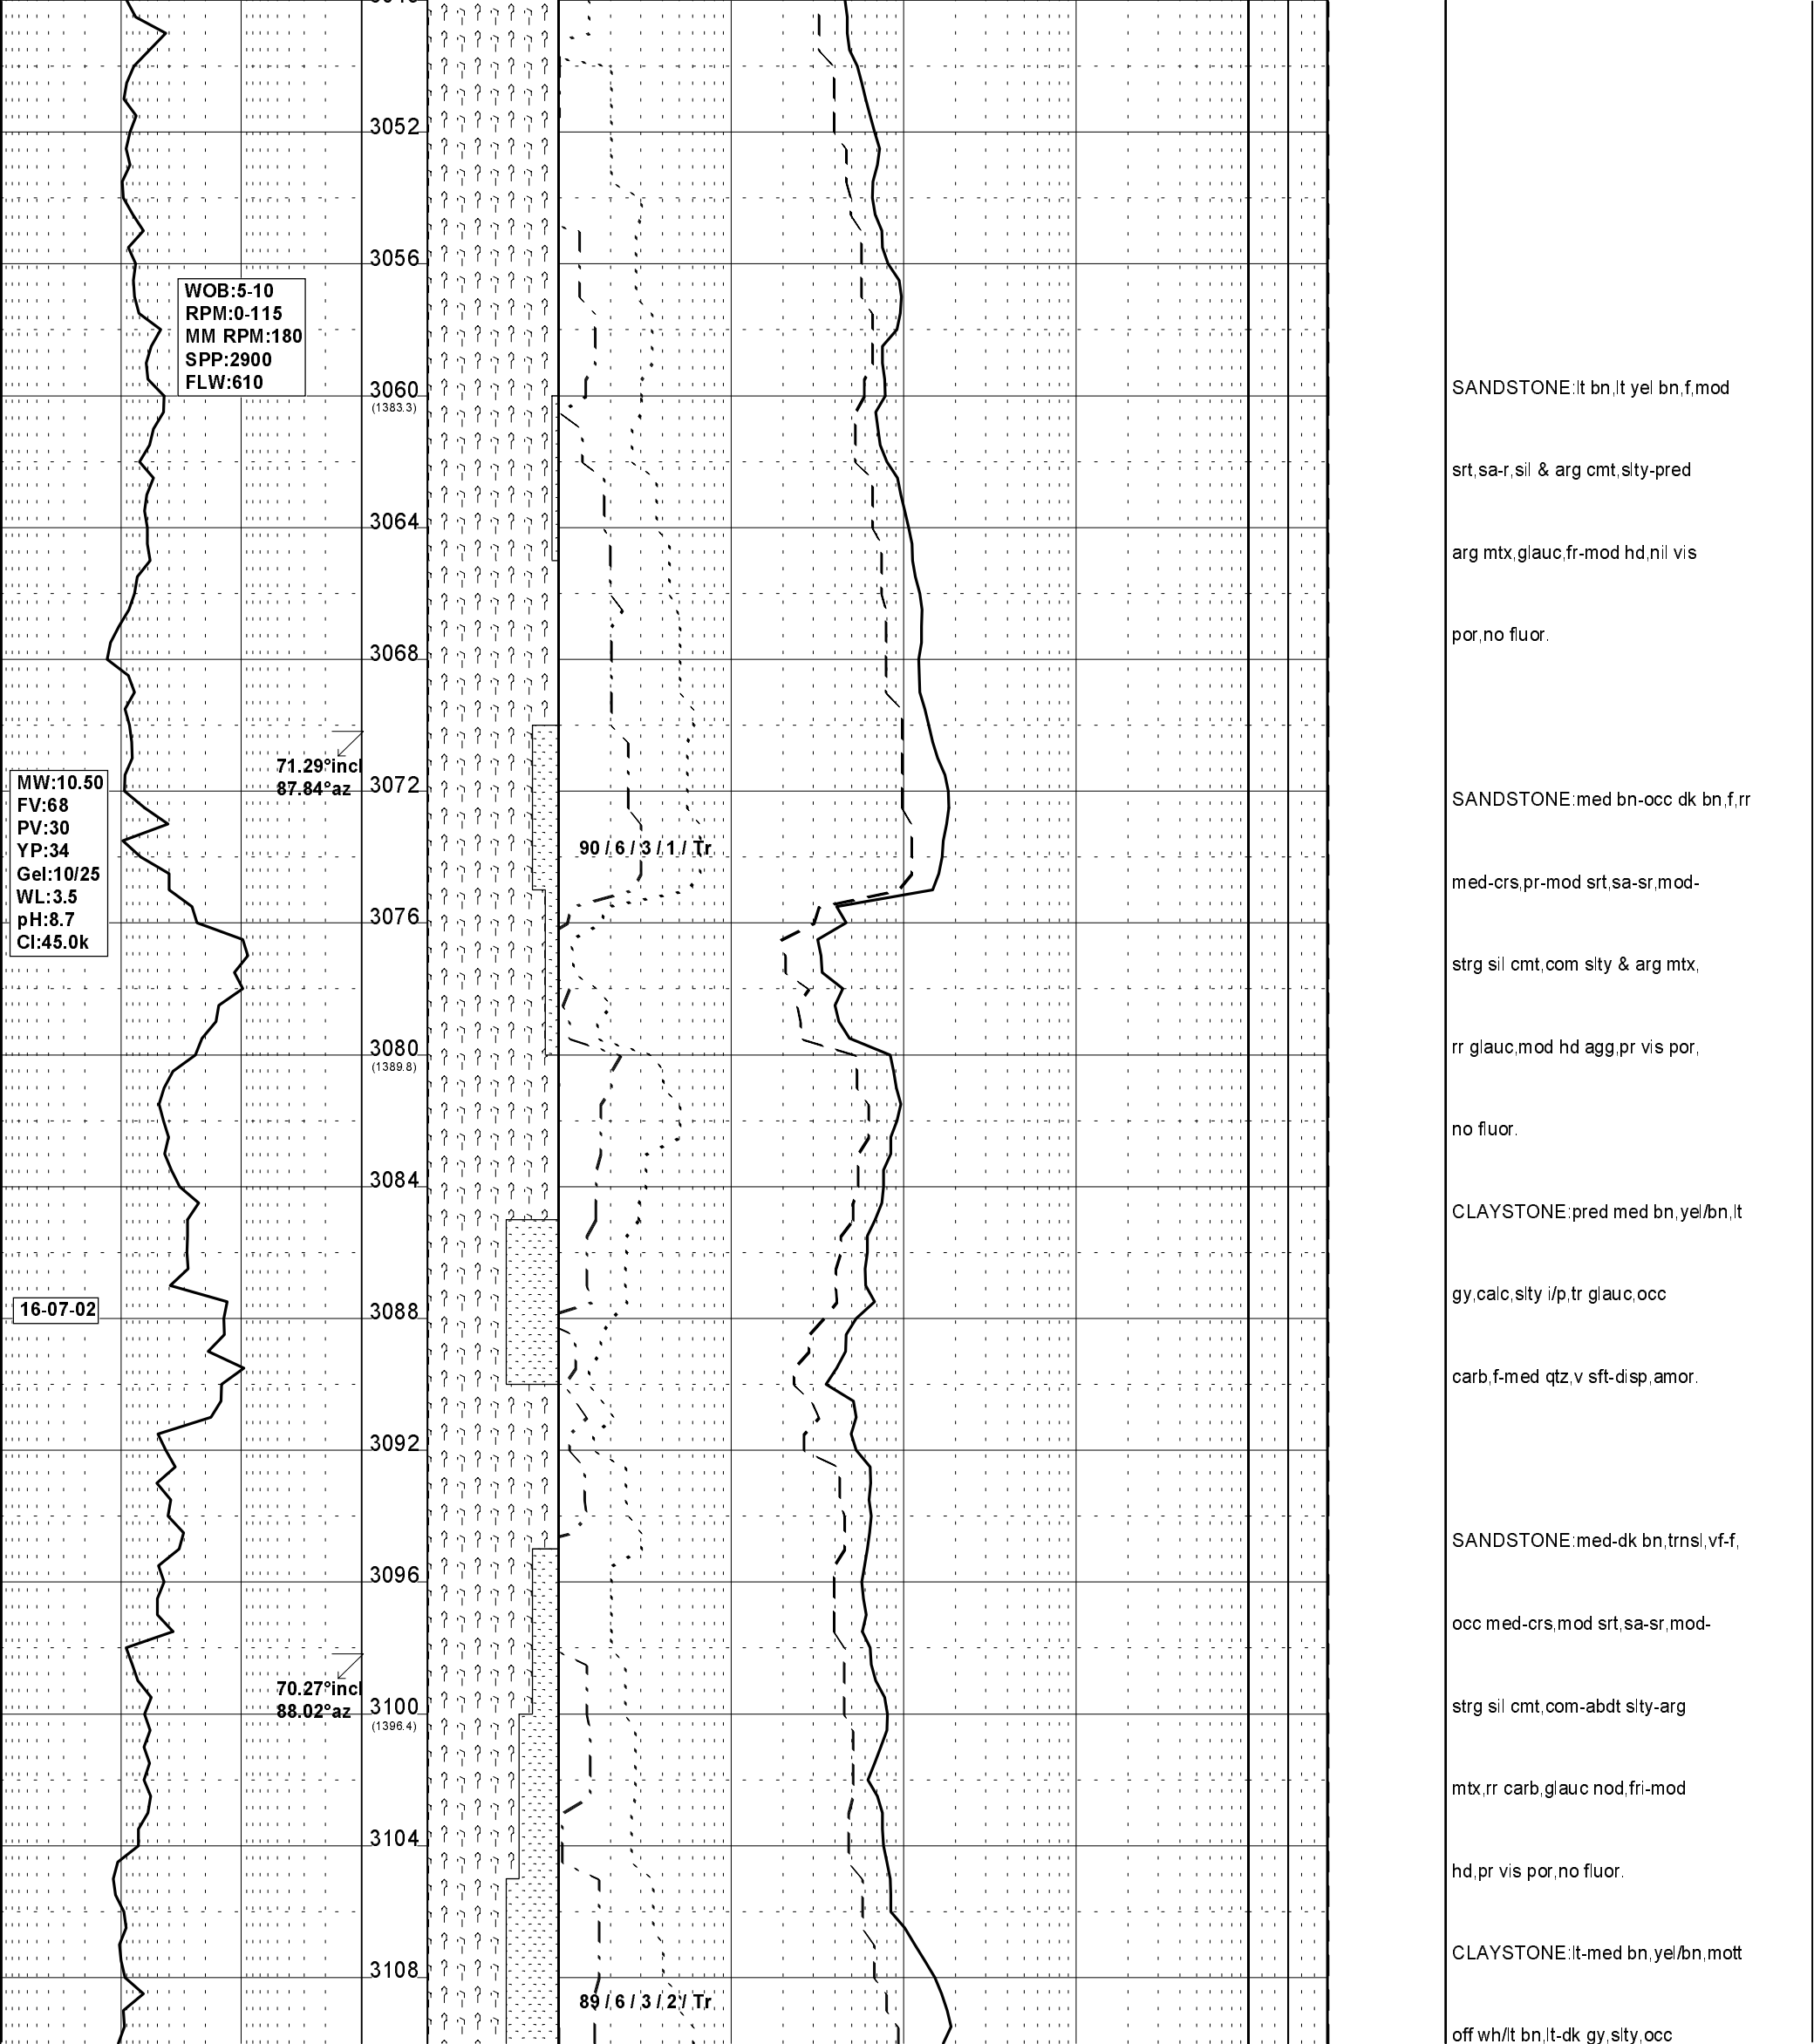 3052
3056
WOB:5-10
RPM:0-115
MM RPM:180
SPP:2900
FLW:610
3060
(1383.3)
3064
3068
71.29°incl
87.84°az
3072
MW:10.50
FV:68
PV:30
YP:34
Gel:10/25
WL:3.5
pH:8.7
Cl:45.0k
90 / 6 / 3 / 1 / Tr
3076
3080
(1389.8)
3084
16-07-02
3088
3092
3096
70.27°incl
88.02°az
3100
(1396.4)
3104
3108
89 / 6 / 3 / 2 / Tr
SANDSTONE:lt bn,lt yel bn,f,mod
srt,sa-r,sil & arg cmt,slty-pred
arg mtx,glauc,fr-mod hd,nil vis
por,no fluor.
SANDSTONE:med bn-occ dk bn,f,rr
med-crs,pr-mod srt,sa-sr,mod-
strg sil cmt,com slty & arg mtx,
rr glauc,mod hd agg,pr vis por,
no fluor.
CLAYSTONE:pred med bn,yel/bn,lt
gy,calc,slty i/p,tr glauc,occ
carb,f-med qtz,v sft-disp,amor.
SANDSTONE:med-dk bn,trnsl,vf-f,
occ med-crs,mod srt,sa-sr,mod-
strg sil cmt,com-abdt slty-arg
mtx,rr carb,glauc nod,fri-mod
hd,pr vis por,no fluor.
CLAYSTONE:lt-med bn,yel/bn,mott
off wh/lt bn,lt-dk gy,slty,occ